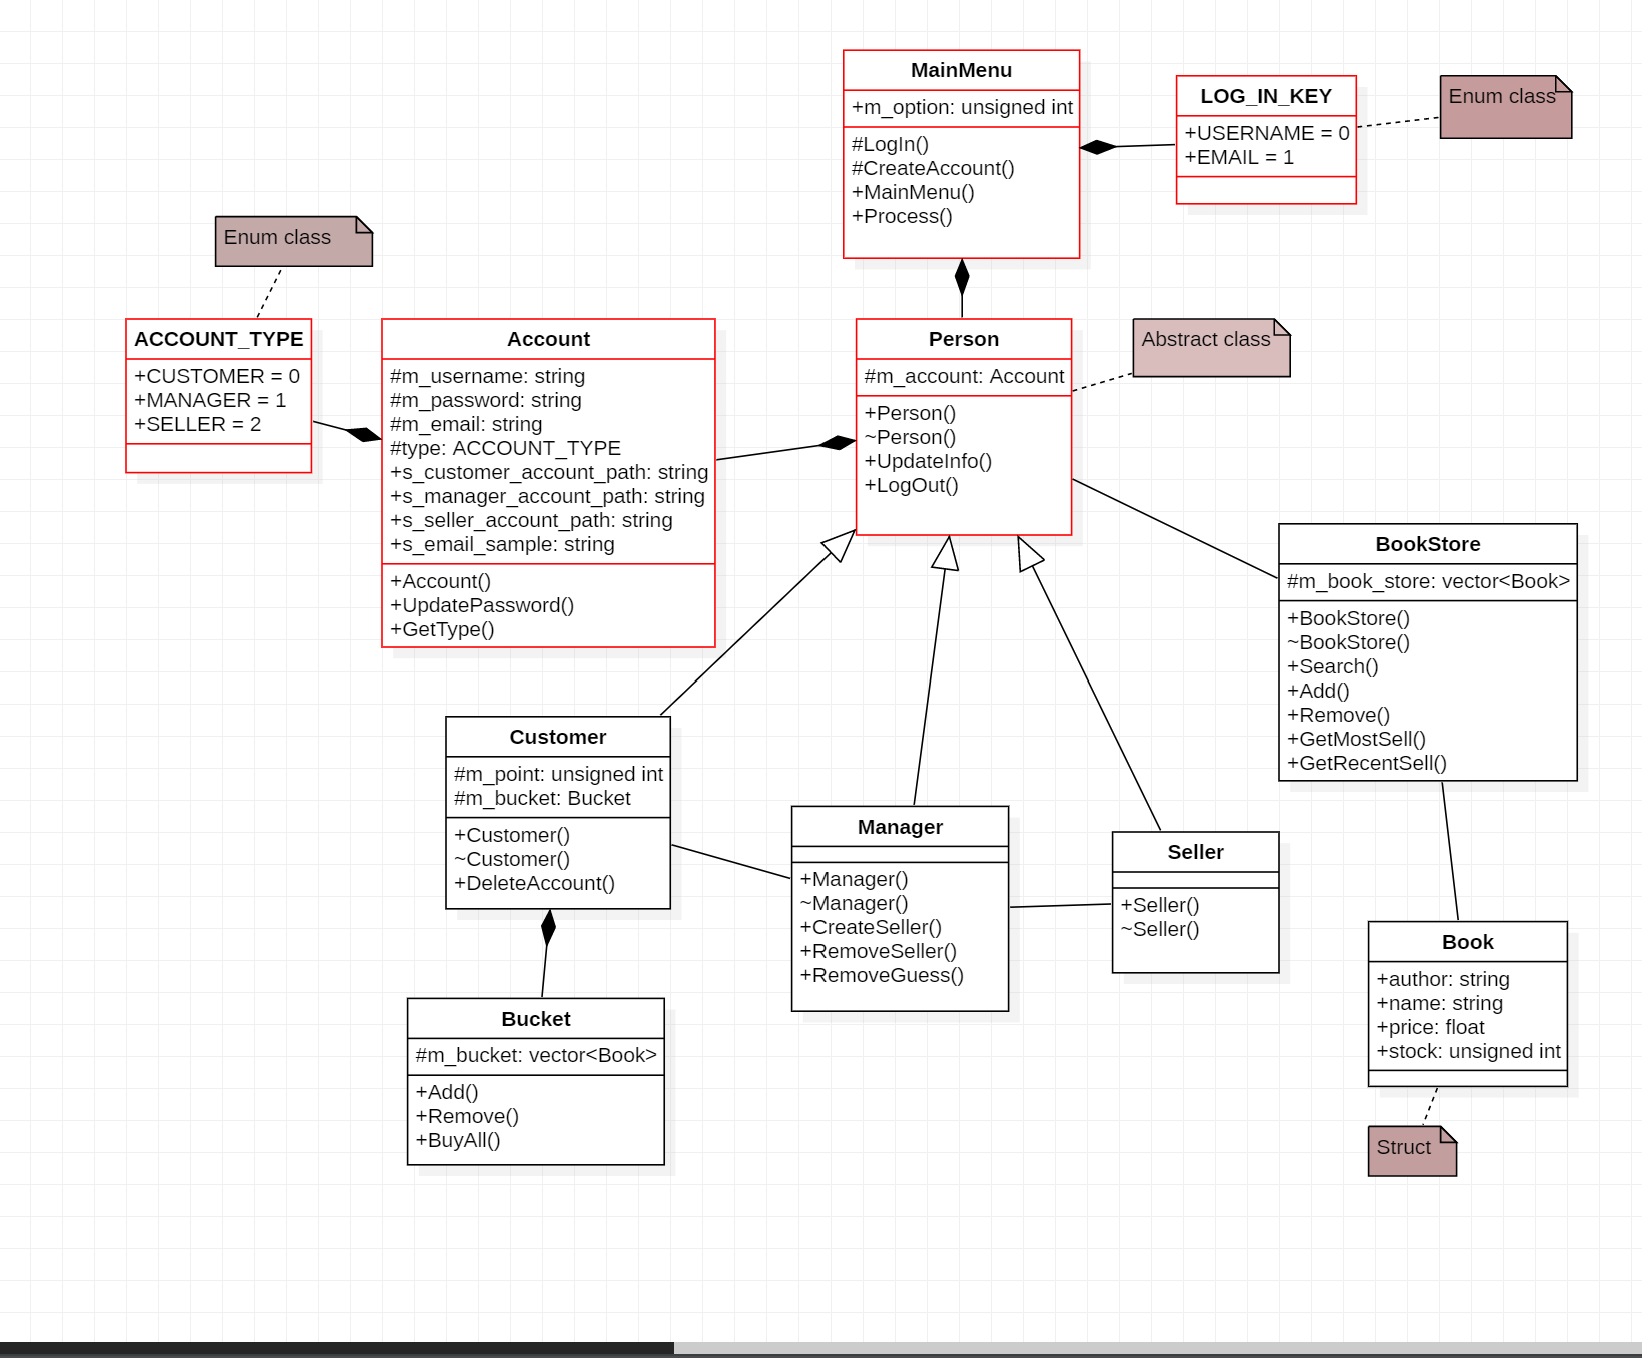 MainMenu
+m_option: unsigned int
#LogIn()
#CreateAccount()
+MainMenu()
+Process()
LOG_IN_KEY
+USERNAME = 0
+EMAIL = 1
Enum class
Enum class
ACCOUNT_TYPE
+CUSTOMER = 0
+MANAGER = 1
+SELLER = 2
Account
#m_username: string
#m_password: string
#m_email: string
#type: ACCOUNT_TYPE
+s_customer_account_path: string
+s_manager_account_path: string
+s_seller_account_path: string
+s_email_sample: string
+Account()
+UpdatePassword()
+GetType()
Person
#m_account: Account
+Person()
~Person()
+UpdateInfo()
+LogOut()
Abstract class
BookStore
#m_book_store: vector<Book>
+BookStore()
~BookStore()
+Search()
+Add()
+Remove()
+GetMostSell()
+GetRecentSell()
Customer
#m_point: unsigned int
#m_bucket: Bucket
+Customer()
~Customer()
+DeleteAccount()
Manager
+Manager()
~Manager()
+CreateSeller()
+RemoveSeller()
+RemoveGuess()
Seller
+Seller()
~Seller()
Book
+author: string
+name: string
+price: float
+stock: unsigned int
Bucket
#m_bucket: vector<Book>
+Add()
+Remove()
+BuyAll()
Struct